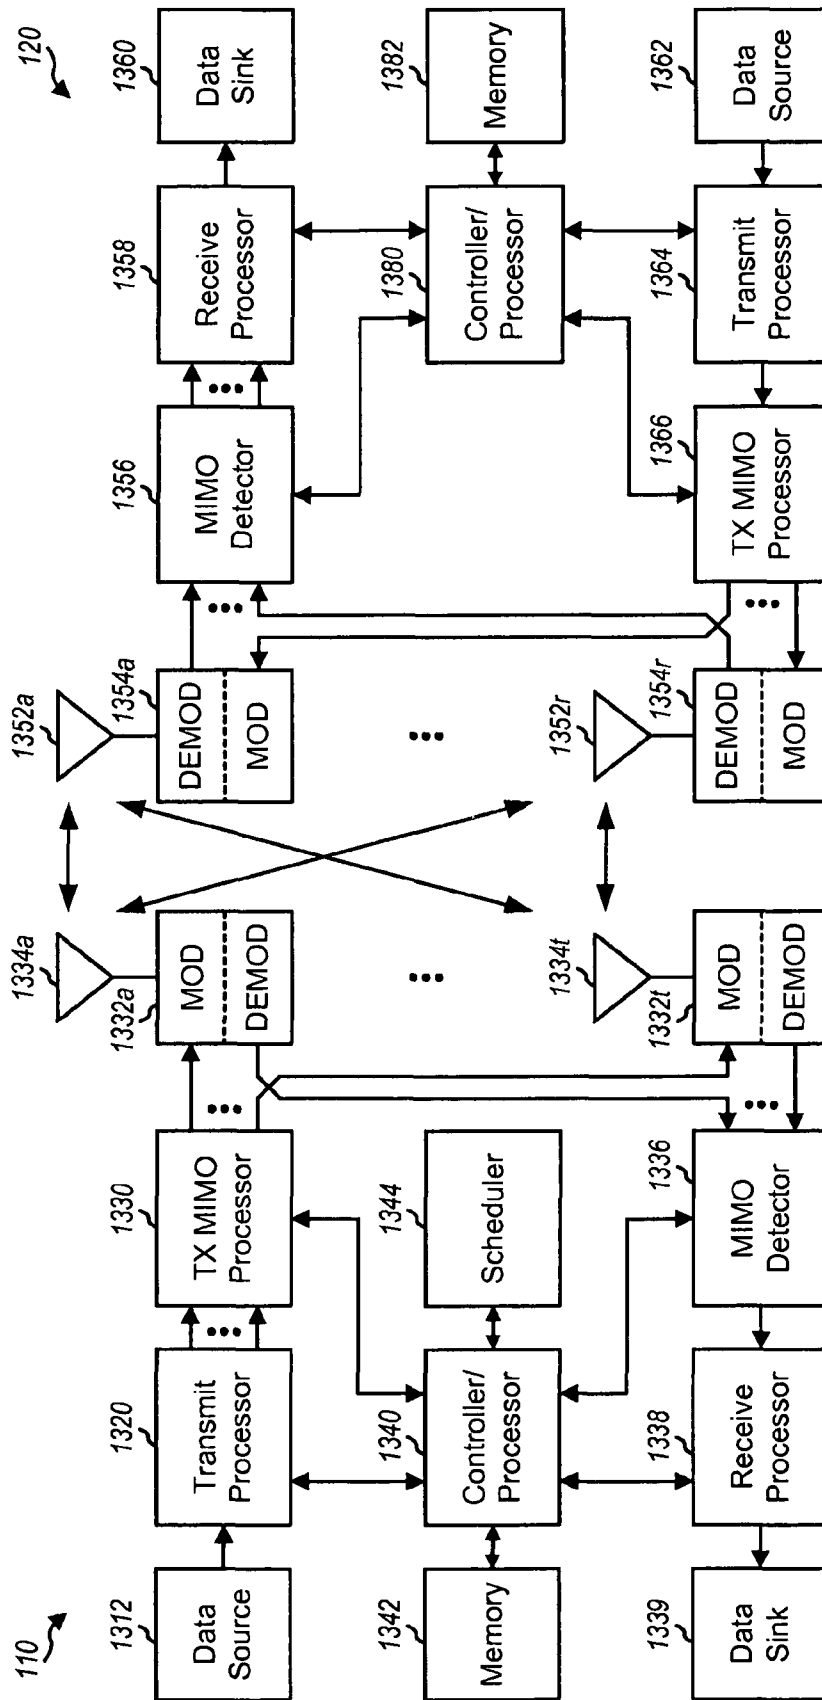 110
1312
Data
Source
1320
Transmit
Processor
1330
TX MIMO
Processor
1332a
MOD
DEMOD
1334a
1342
Memory
1340
Controller/
Processor
1344
Scheduler
1339
Data
Sink
1338
Receive
Processor
1336
MIMO
Detector
1332t
MOD
DEMOD
1334t
120
1352a
1354a
DEMOD
MOD
1356
MIMO
Detector
1358
Receive
Processor
1360
Data
Sink
1380
Controller/
Processor
1382
Memory
1352r
1354r
DEMOD
MOD
1366
TX MIMO
Processor
1364
Transmit
Processor
1362
Data
Source